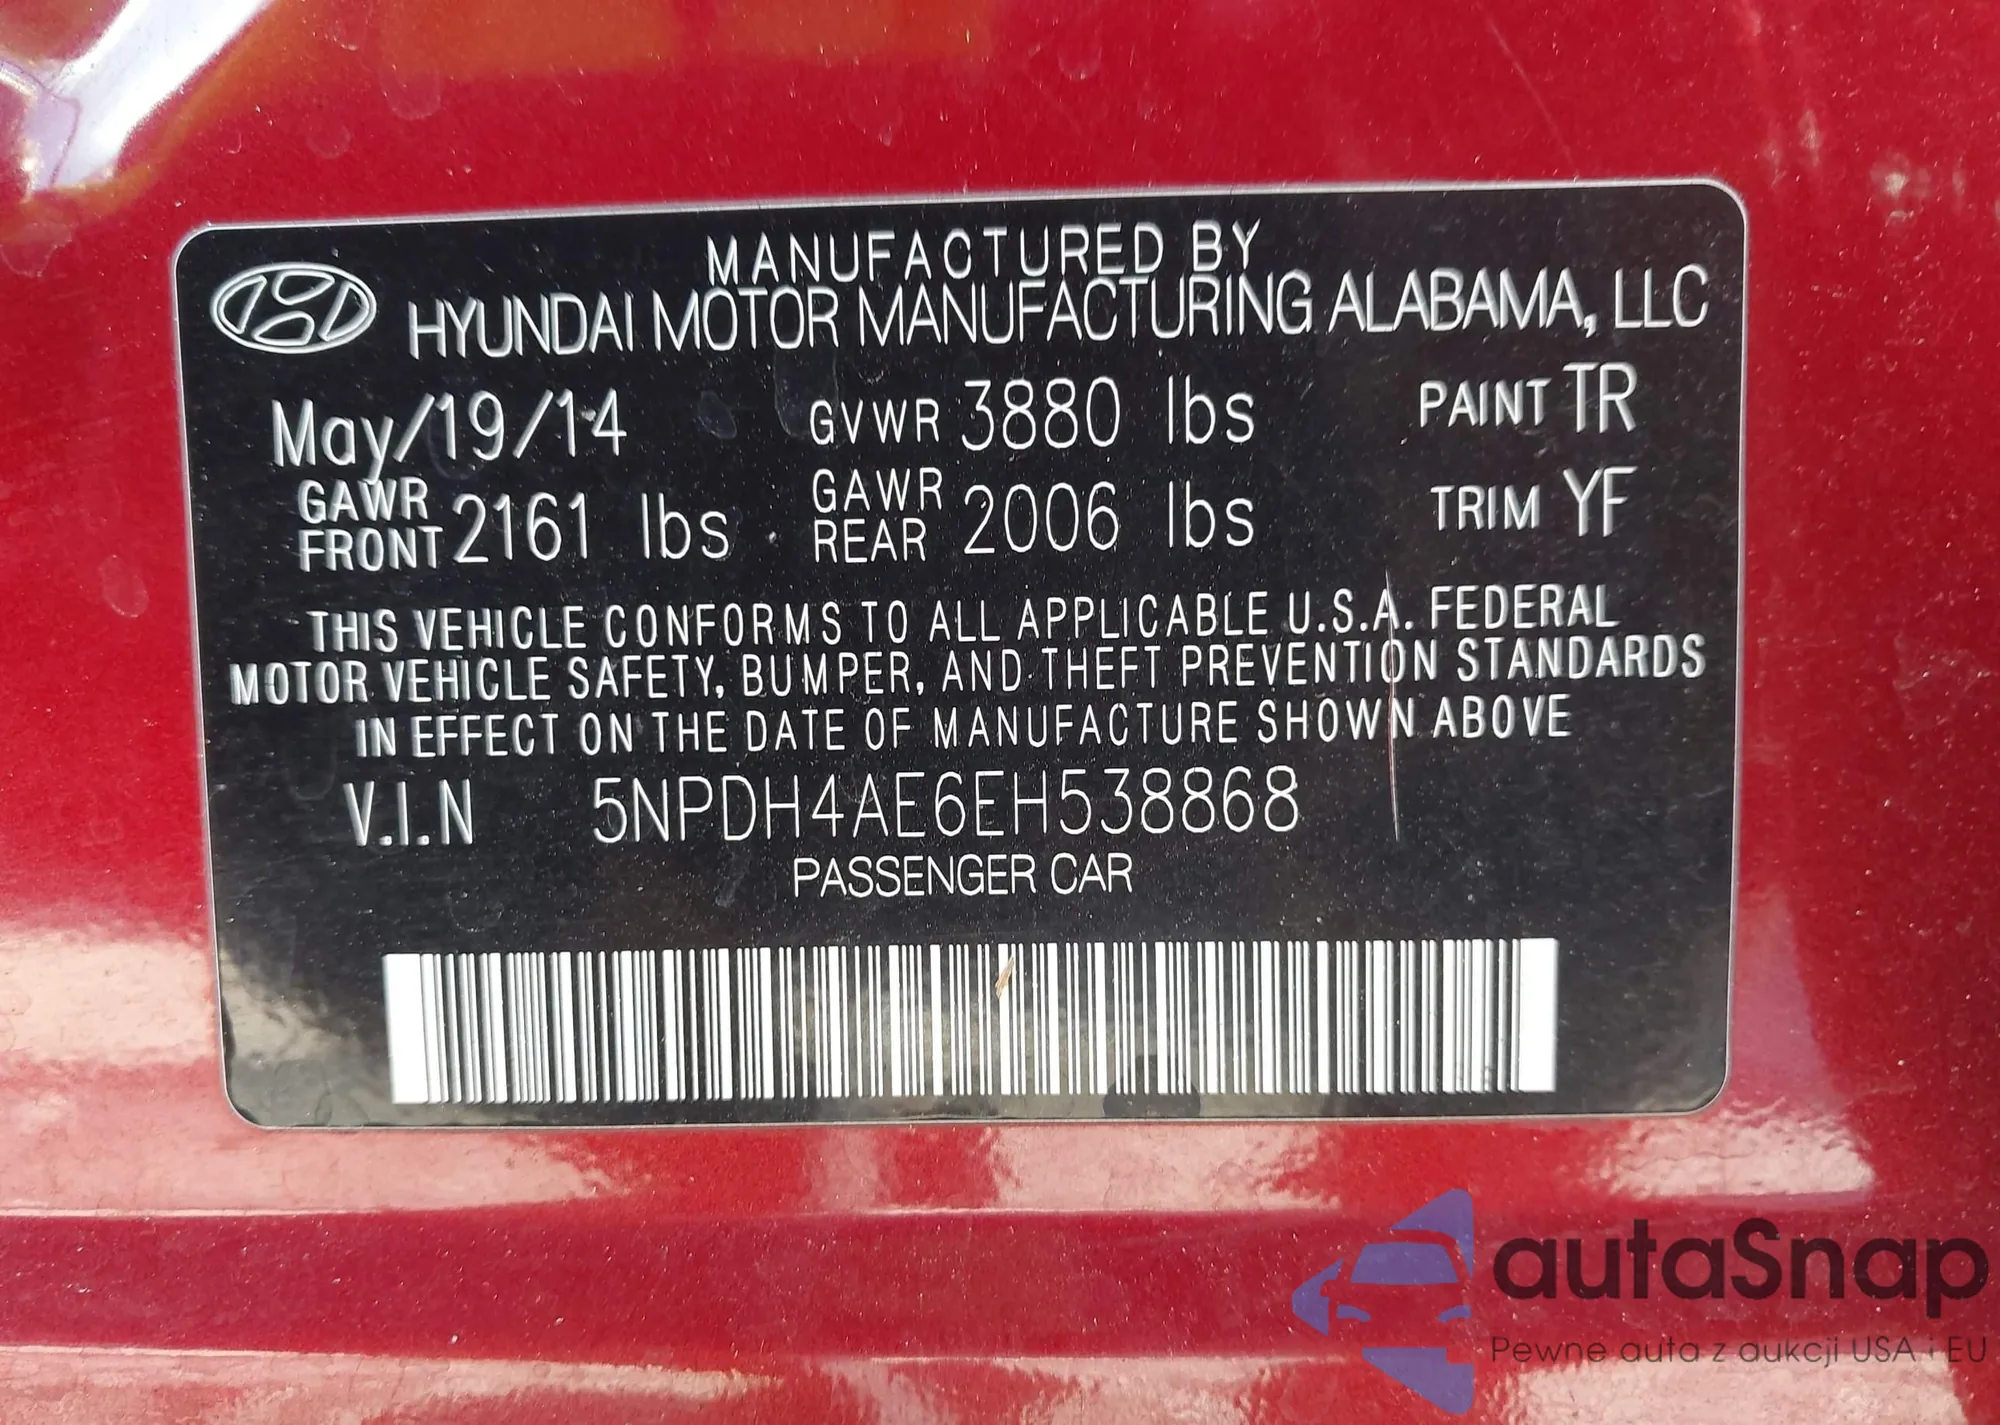 MANUFACTURED BY
HYUNDAI MOTOR MANUFACTURING ALABAMA, LLC
May/19/14 GVWR 3880 lbs PAINT TR
GAWR FRONT 2161 lbs GAWR REAR 2006 lbs TRIM YF
THIS VEHICLE CONFORMS TO ALL APPLICABLE U.S.A. FEDERAL
MOTOR VEHICLE SAFETY, BUMPER, AND THEFT PREVENTION STANDARDS
IN EFFECT ON THE DATE OF MANUFACTURE SHOWN ABOVE
V.I.N 5NPDH4AE6EH538868
PASSENGER CAR
autaSnap
Pewne auta z aukcji USA i EU